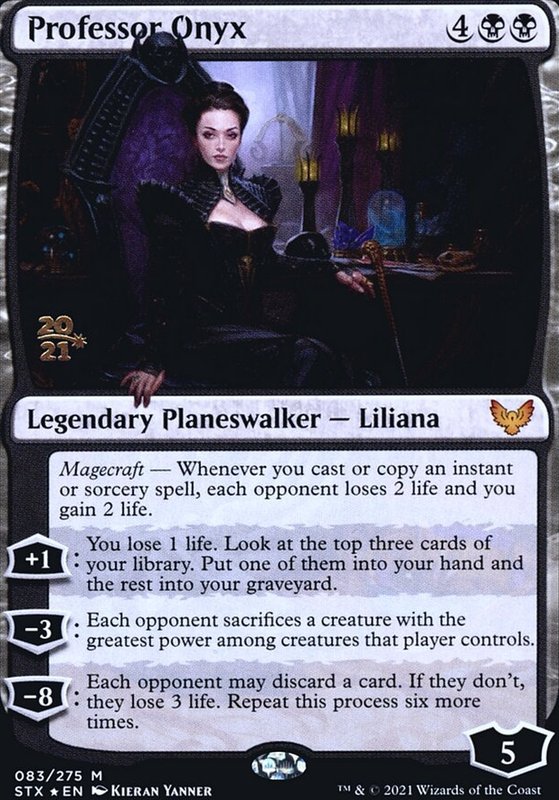 Professor Onyx 4
20
21
Legendary Planeswalker — Liliana
Magecraft — Whenever you cast or copy an instant
or sorcery spell, each opponent loses 2 life and you
gain 2 life.
+1: You lose 1 life. Look at the top three cards of
your library. Put one of them into your hand and
the rest into your graveyard.
−3: Each opponent sacrifices a creature with the
greatest power among creatures that player controls.
−8: Each opponent may discard a card. If they don't,
they lose 3 life. Repeat this process six more
times.
5
083/275 M
STX ★ EN KIERAN YANNER
™ & © 2021 Wizards of the Coast